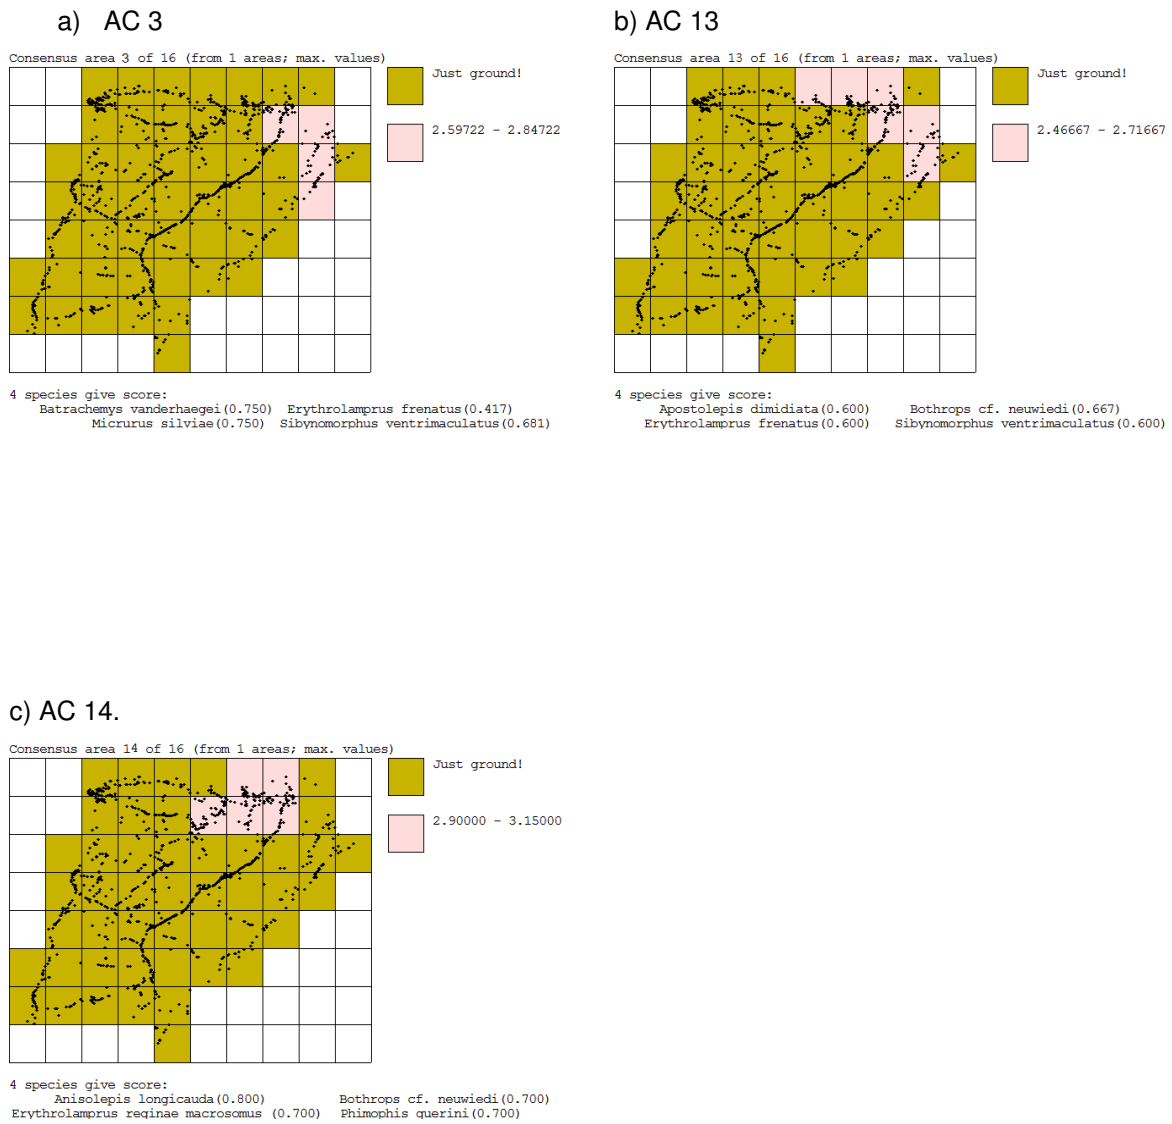 a) AC 3
Consensus area 3 of 16 (from 1 areas; max. values)
Just ground!
2.59722 - 2.84722
4 species give score:
Batrachemys vanderhaegei(0.750) Erythrolamprus frenatus(0.417)
Micrurus silviae(0.750) Sibynomorphus ventrimaculatus(0.681)
b) AC 13
Consensus area 13 of 16 (from 1 areas; max. values)
Just ground!
2.46667 - 2.71667
4 species give score:
Apostolepis dimidiata(0.600) Bothrops cf. neuwiedi(0.667)
Erythrolamprus frenatus(0.600) Sibynomorphus ventrimaculatus(0.600)
c) AC 14.
Consensus area 14 of 16 (from 1 areas; max. values)
Just ground!
2.90000 - 3.15000
4 species give score:
Anisolepis longicauda(0.800) Bothrops cf. neuwiedi(0.700)
Erythrolamprus reginae macrosomus (0.700) Phimophis guerini(0.700)